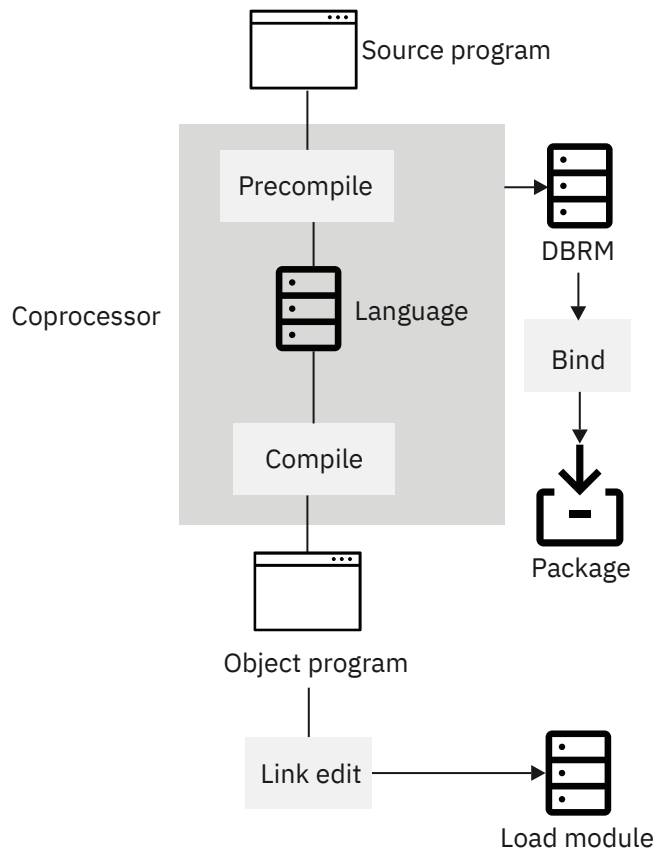 Source program
Precompile
DBRM
Coprocessor
Language
Bind
Compile
Package
Object program
Link edit
Load module